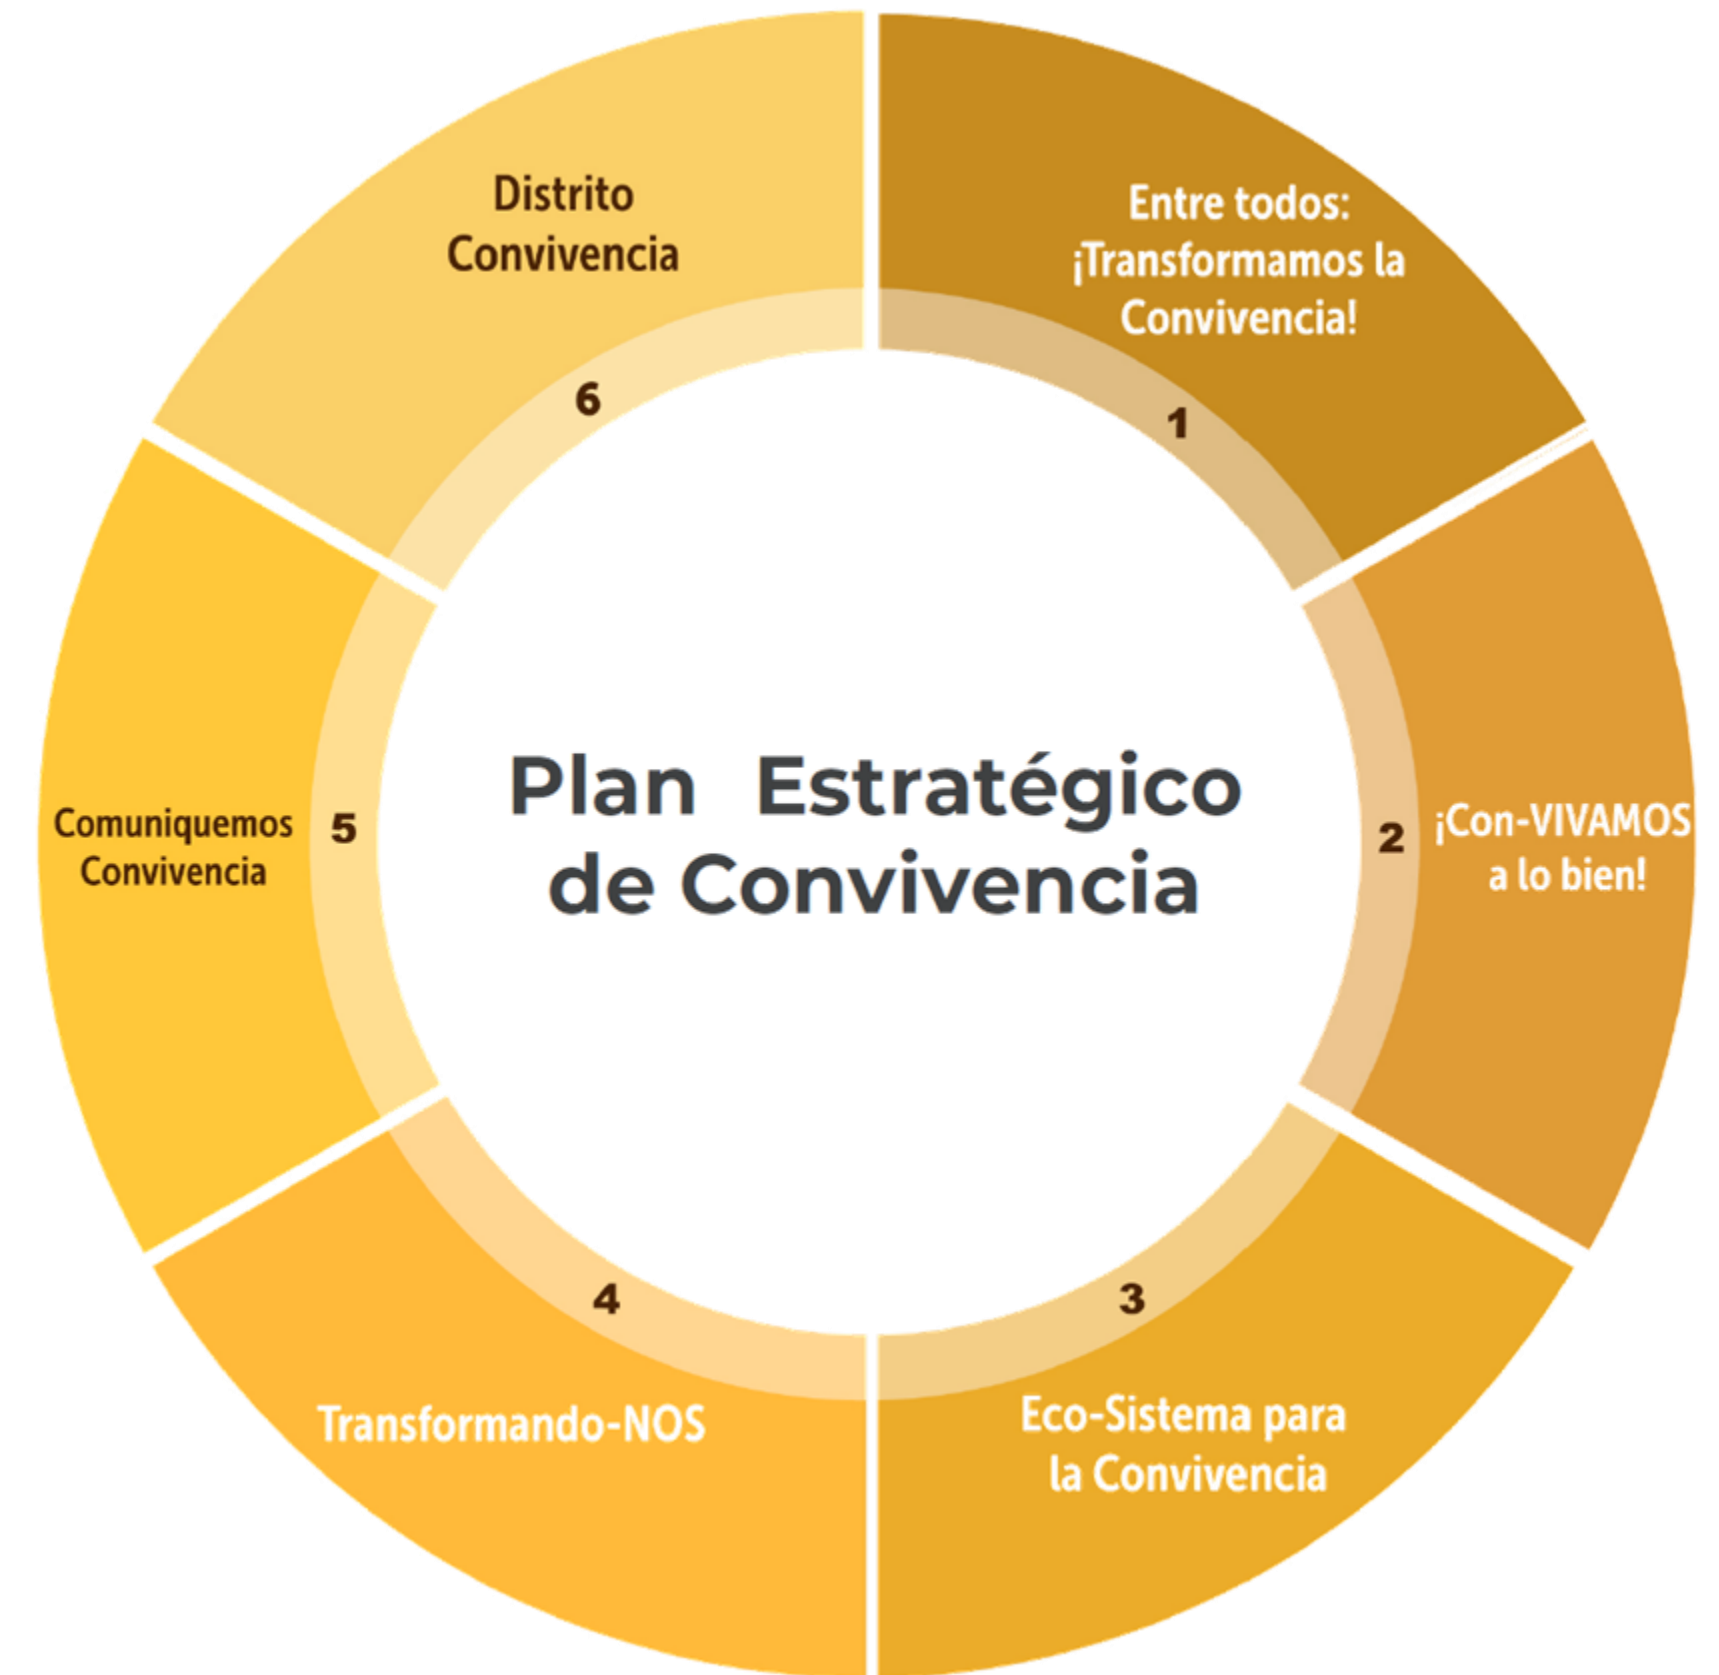 Plan Estratégico
de Convivencia
1
Entre todos:
¡Transformamos la
Convivencia!
2
¡Con-VIVAMOS
a lo bien!
3
Eco-Sistema para
la Convivencia
4
Transformando-NOS
5
Comuniquemos
Convivencia
6
Distrito
Convivencia